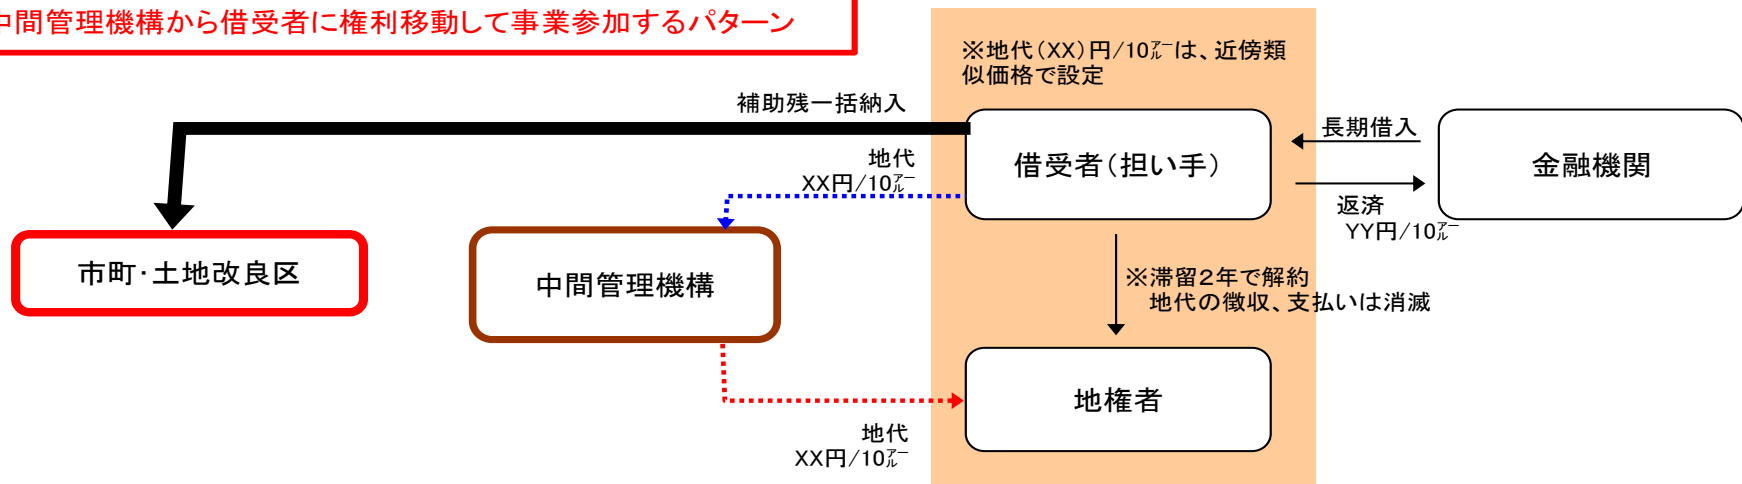 中間管理機構から借受者に権利移動して事業参加するパターン
※地代(XX)円/10㌃は、近傍類
似価格で設定
補助残一括納入
地代
XX円/10㌃
借受者(担い手)
長期借入
返済
YY円/10㌃
金融機関
市町・土地改良区
中間管理機構
※滞留2年で解約
地代の徴収、支払いは消滅
地権者
地代
XX円/10㌃